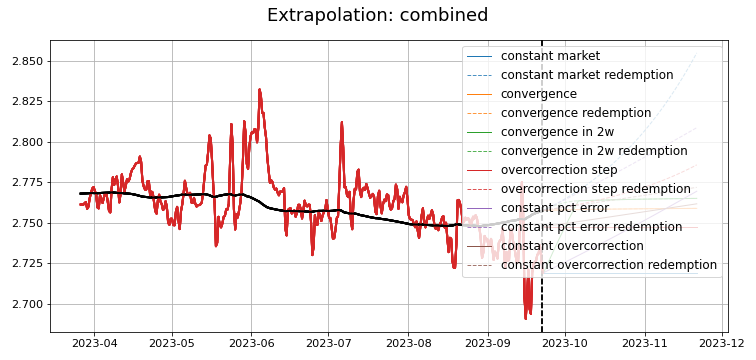 Extrapolation: combined
2.850
2.825
2.800
2.775
2.750
2.725
2.700
constant market
constant market redemption
convergence
convergence redemption
convergence in 2w
convergence in 2w redemption
overcorrection step
overcorrection step redemption
constant pct error
constant pct error redemption
constant overcorrection
constant overcorrection redemption
2023-04 2023-05 2023-06 2023-07 2023-08 2023-09 2023-10 2023-11 2023-12